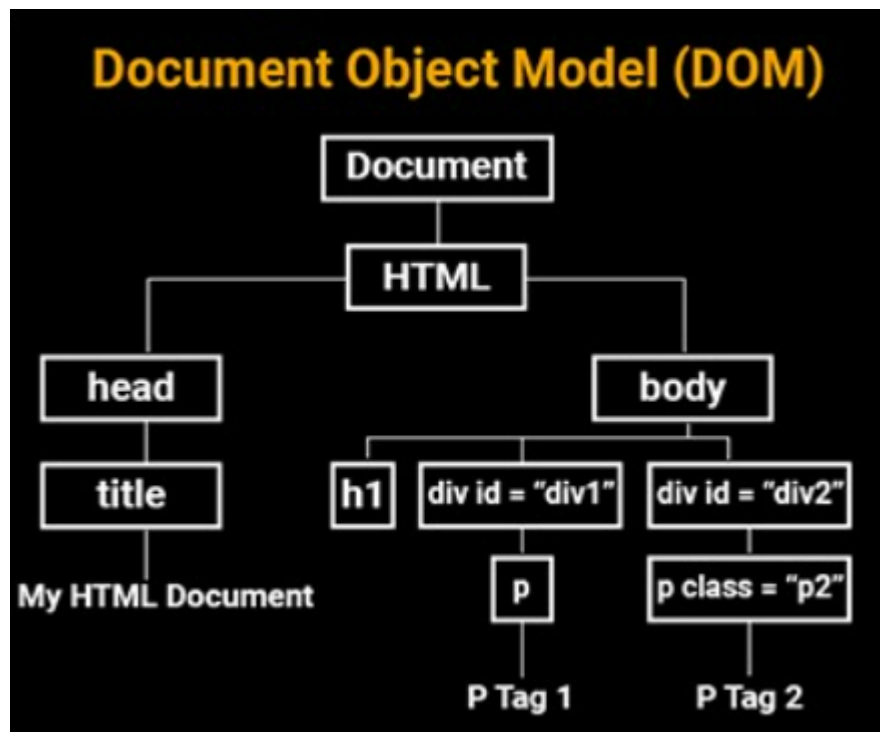 Document Object Model (DOM)
Document
HTML
head
body
title
h1
div id = “div1”
div id = “div2”
My HTML Document
p
p class = “p2”
P Tag 1
P Tag 2